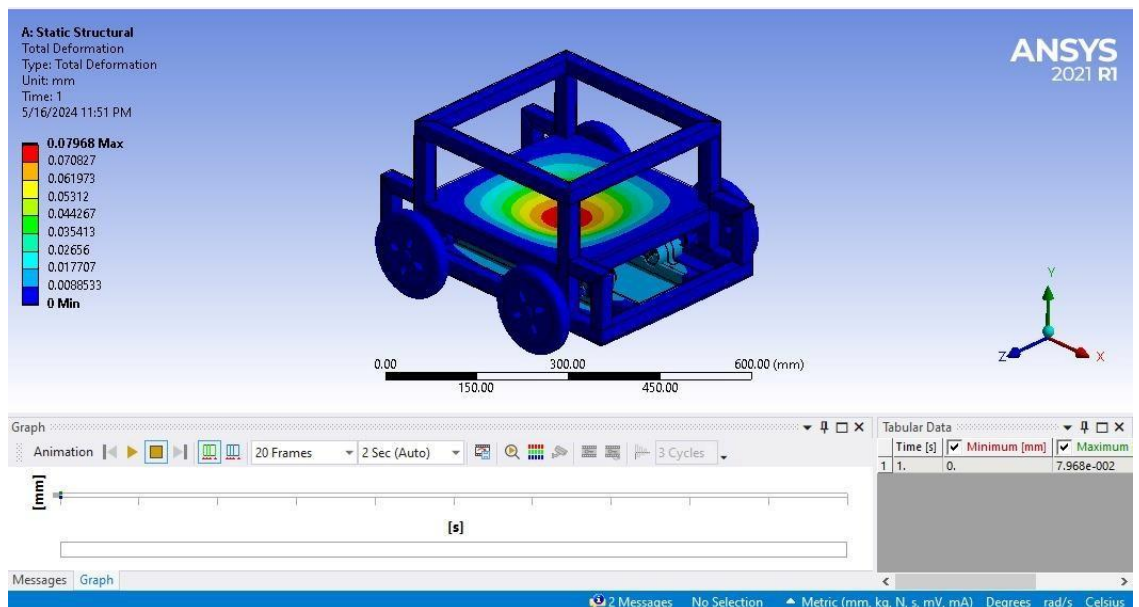 A: Static Structural
Total Deformation
Type: Total Deformation
Unit: mm
Time: 1
5/16/2024 11:51 PM
0.07968 Max
0.070827
0.061973
0.05312
0.044267
0.035413
0.02656
0.017707
0.0088533
0 Min
ANSYS
2021 R1
Y
Z
X
0.00
300.00
600.00 (mm)
150.00
450.00
Graph
Animation
20 Frames
2 Sec (Auto)
3 Cycles
[mm]
[s]
Messages
Graph
Tabular Data
Time [s]
Minimum [mm]
Maximum
1
1.
0.
7.968e-002
2 Messages
No Selection
Metric (mm, kg, N, s, mV, mA)
Degrees
rad/s
Celsius